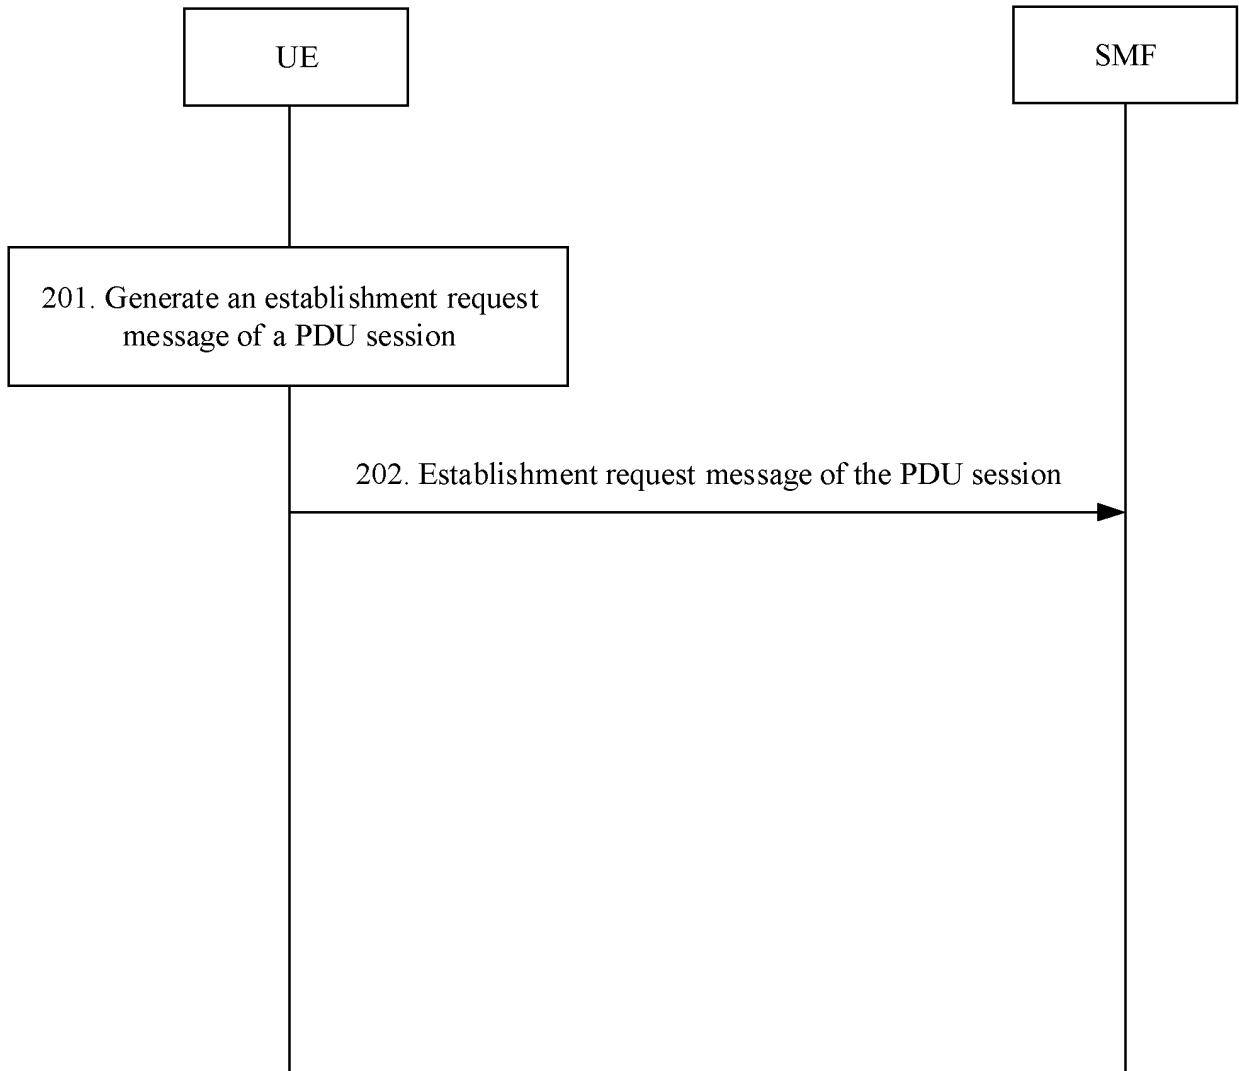 UE
SMF
201. Generate an establishment request
message of a PDU session
202. Establishment request message of the PDU session